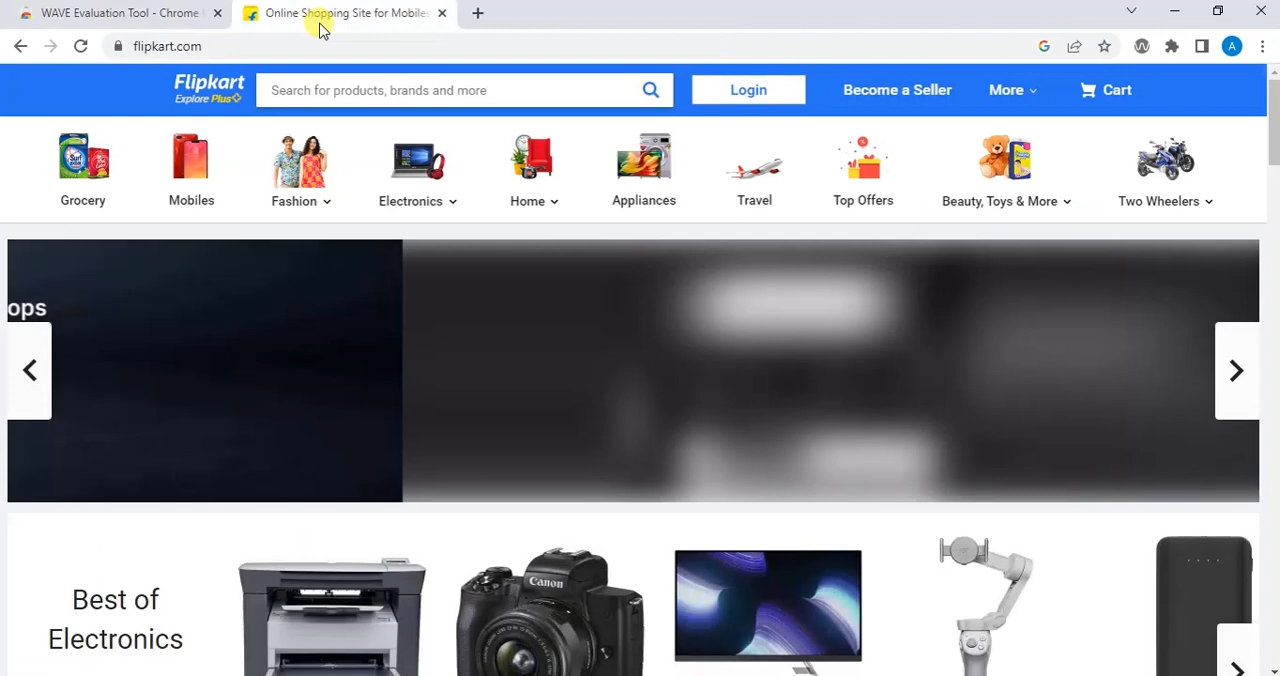 WAVE Evaluation Tool - Chrome
Online Shopping Site for Mobiles
flipkart.com
A
Flipkart
Explore Plus
Search for products, brands and more
Login
Become a Seller
More
Cart
Grocery
Mobiles
Fashion
Electronics
Home
Appliances
Travel
Top Offers
Beauty, Toys & More
Two Wheelers
ops
Best of
Electronics
Canon